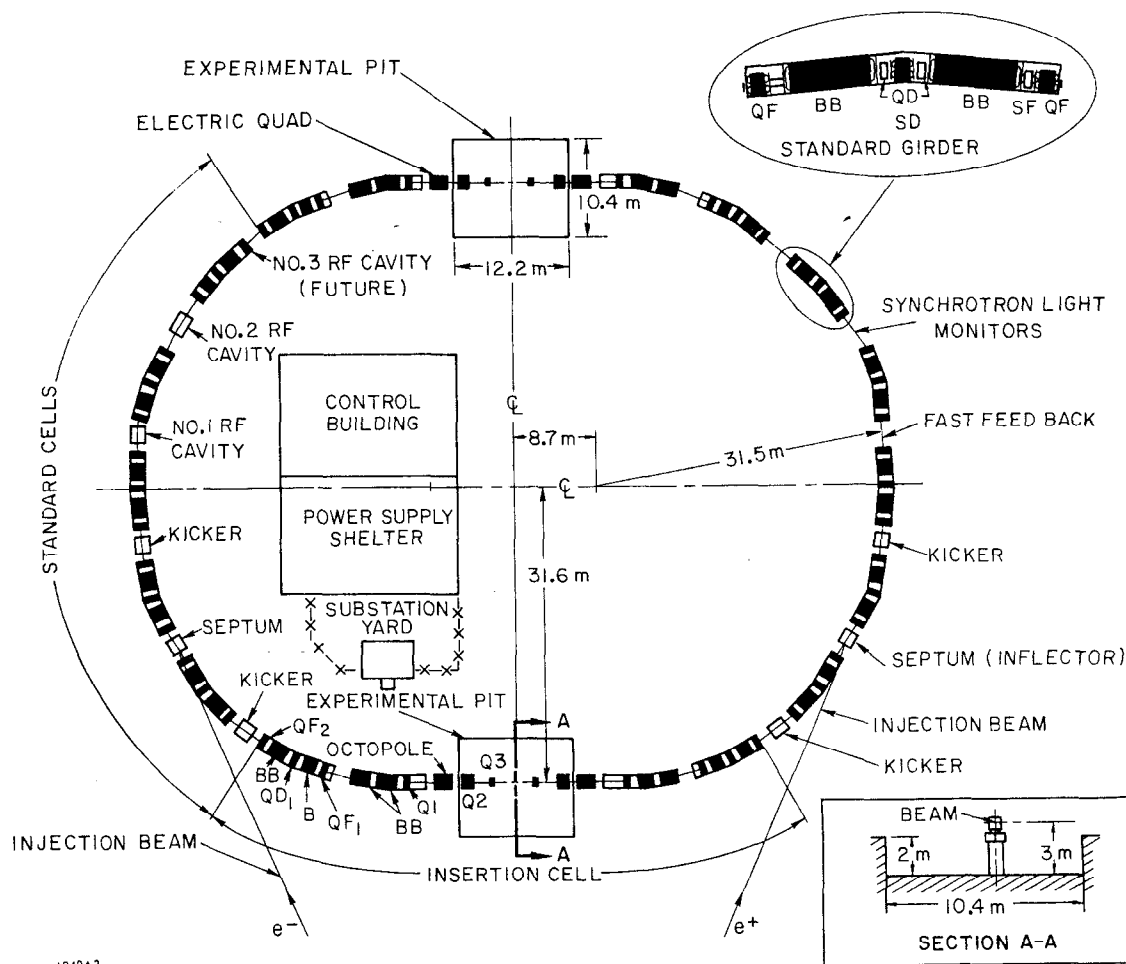 EXPERIMENTAL PIT
ELECTRIC QUAD
QF
BB
QD
SD
BB
SF
QF
STANDARD GIRDER
10.4 m
12.2 m
NO.3 RF CAVITY
(FUTURE)
NO.2 RF
CAVITY
NO.1 RF
CAVITY
STANDARD CELLS
SYNCHROTRON LIGHT
MONITORS
CONTROL
BUILDING
℄
8.7 m
℄
31.5 m
FAST FEED BACK
POWER SUPPLY
SHELTER
KICKER
31.6 m
KICKER
SUBSTATION
YARD
SEPTUM
SEPTUM (INFLECTOR)
KICKER
EXPERIMENTAL PIT
A
INJECTION BEAM
KICKER
QF2
OCTOPOLE
Q3
BB
QD1
B
QF1
BB
Q1
Q2
A
INJECTION BEAM
INSERTION CELL
e-
e+
BEAM
2 m
3 m
10.4 m
SECTION A-A